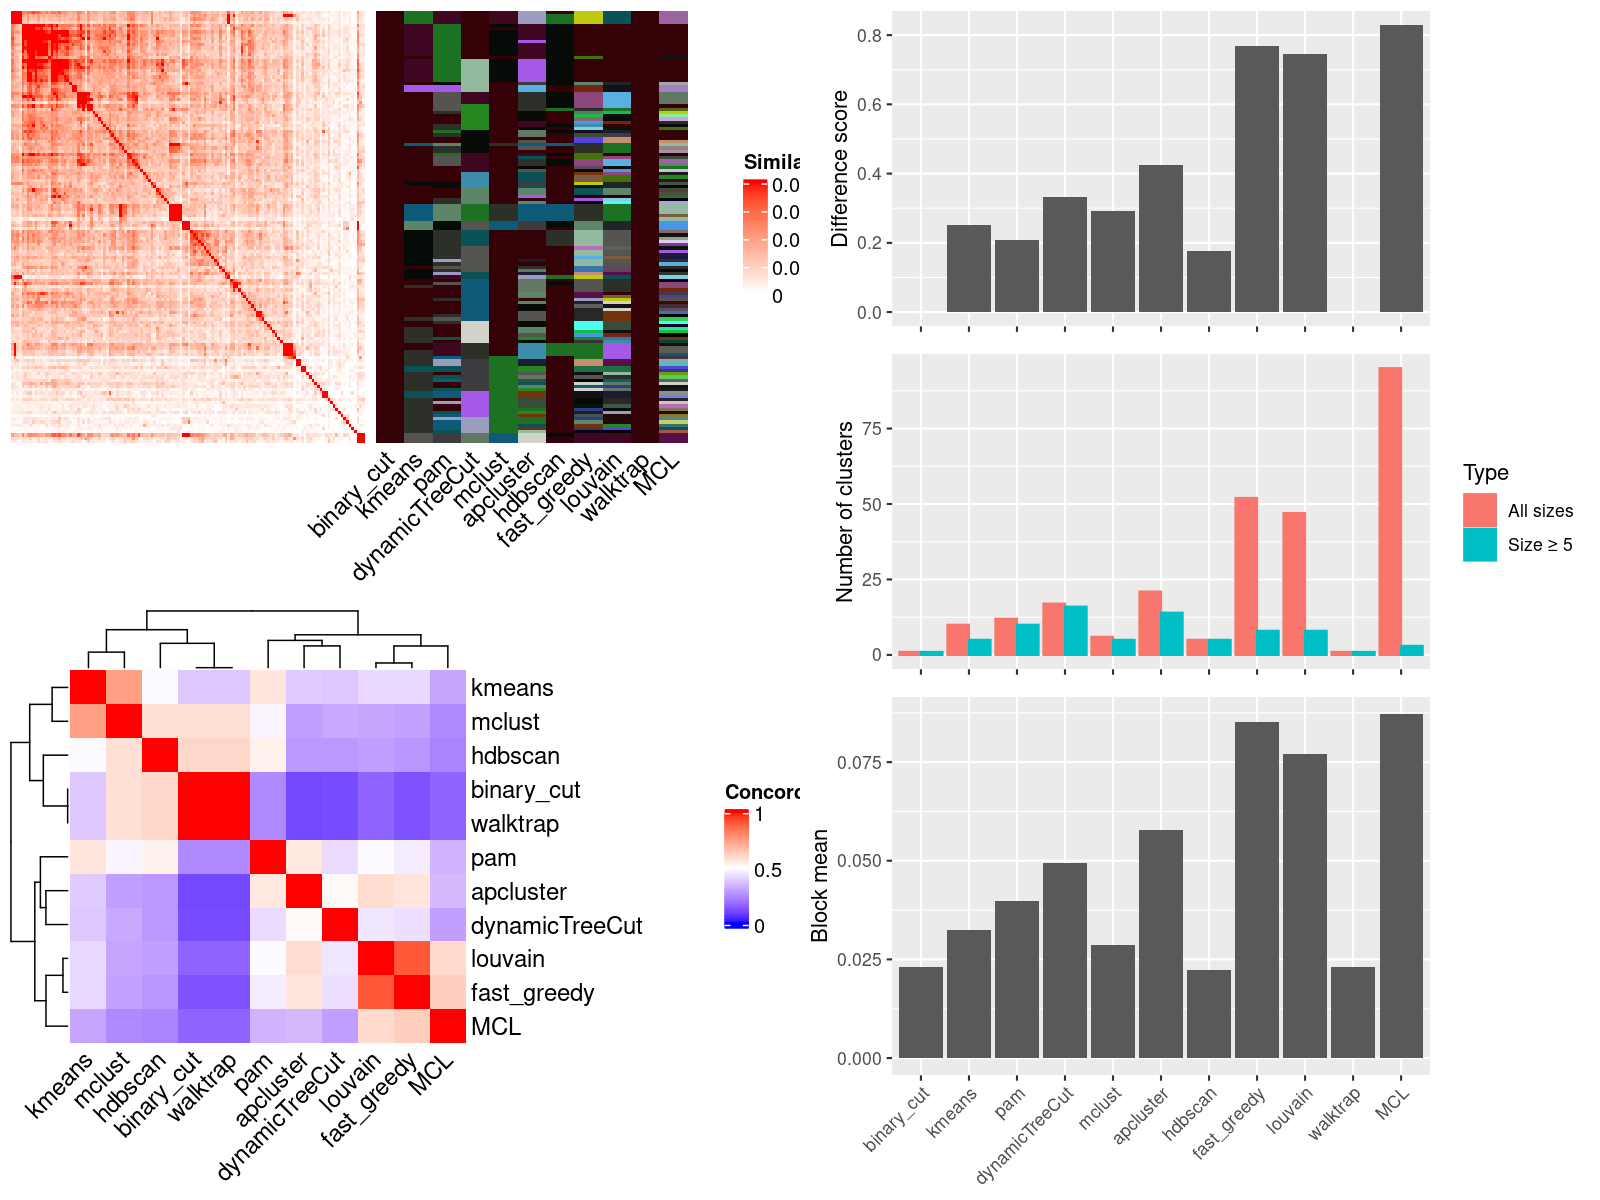 Simila
0.0
0.0
0.0
0.0
0
binary_cut
kmeans
pam
dynamicTreeCut
mclust
apcluster
hdbscan
fast_greedy
louvain
walktrap
MCL
kmeans
mclust
hdbscan
binary_cut
walktrap
pam
apcluster
dynamicTreeCut
louvain
fast_greedy
MCL
kmeans
mclust
hdbscan
binary_cut
walktrap
pam
apcluster
dynamicTreeCut
louvain
fast_greedy
MCL
Concord
1
0.5
0
Difference score
0.8
0.6
0.4
0.2
0.0
Number of clusters
75
50
25
0
Type
All sizes
Size ≥ 5
Block mean
0.075
0.050
0.025
0.000
binary_cut
kmeans
pam
dynamicTreeCut
mclust
apcluster
hdbscan
fast_greedy
louvain
walktrap
MCL